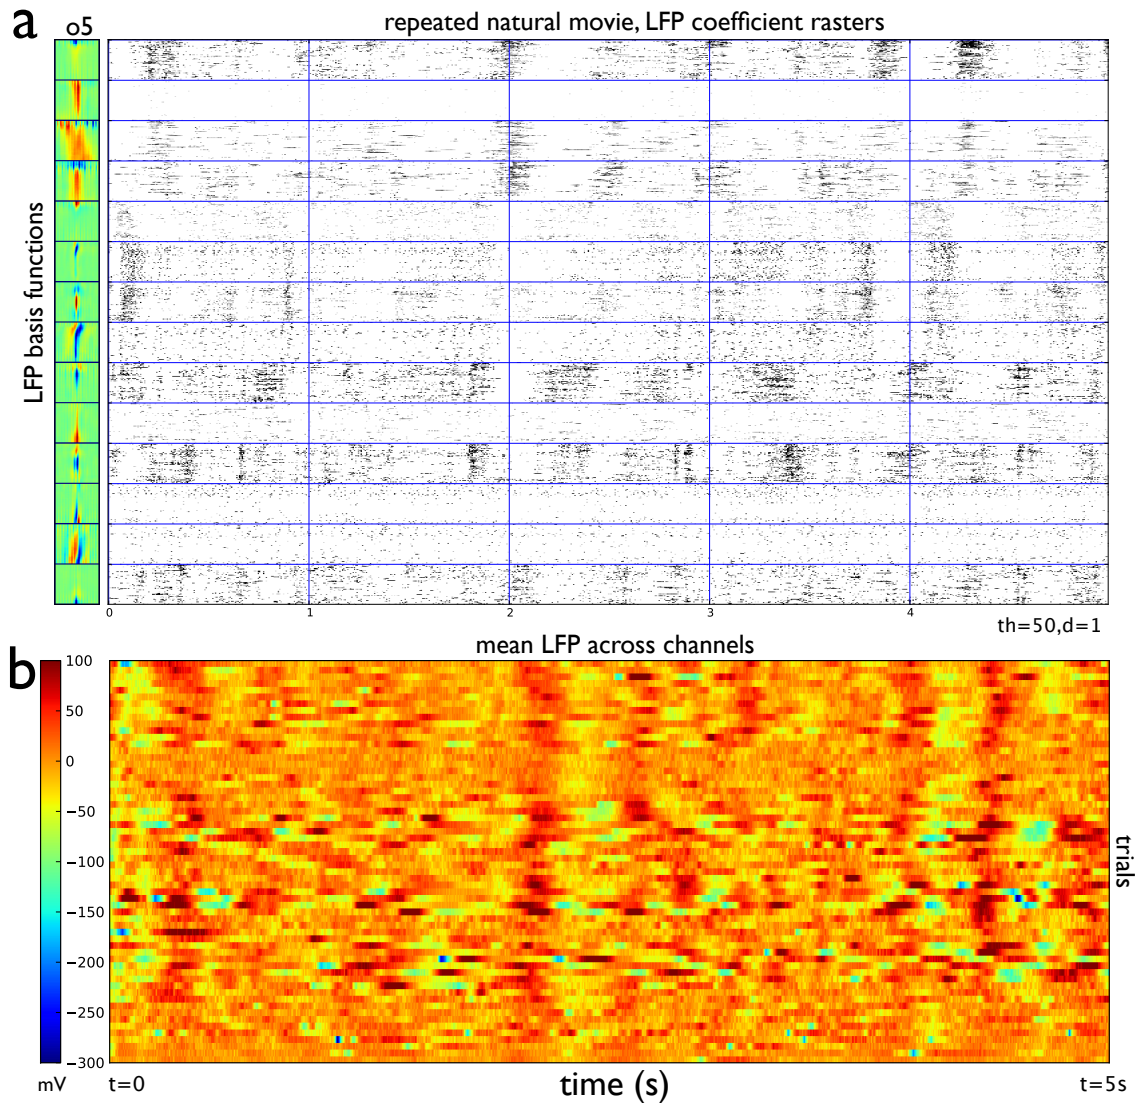 a
o5
repeated natural movie, LFP coefficient rasters
LFP basis functions
0 1 2 3 4
th=50,d=1
b
mean LFP across channels
100
50
0
−50
−100
−150
−200
−250
−300
mV
trials
t=0
time (s)
t=5s